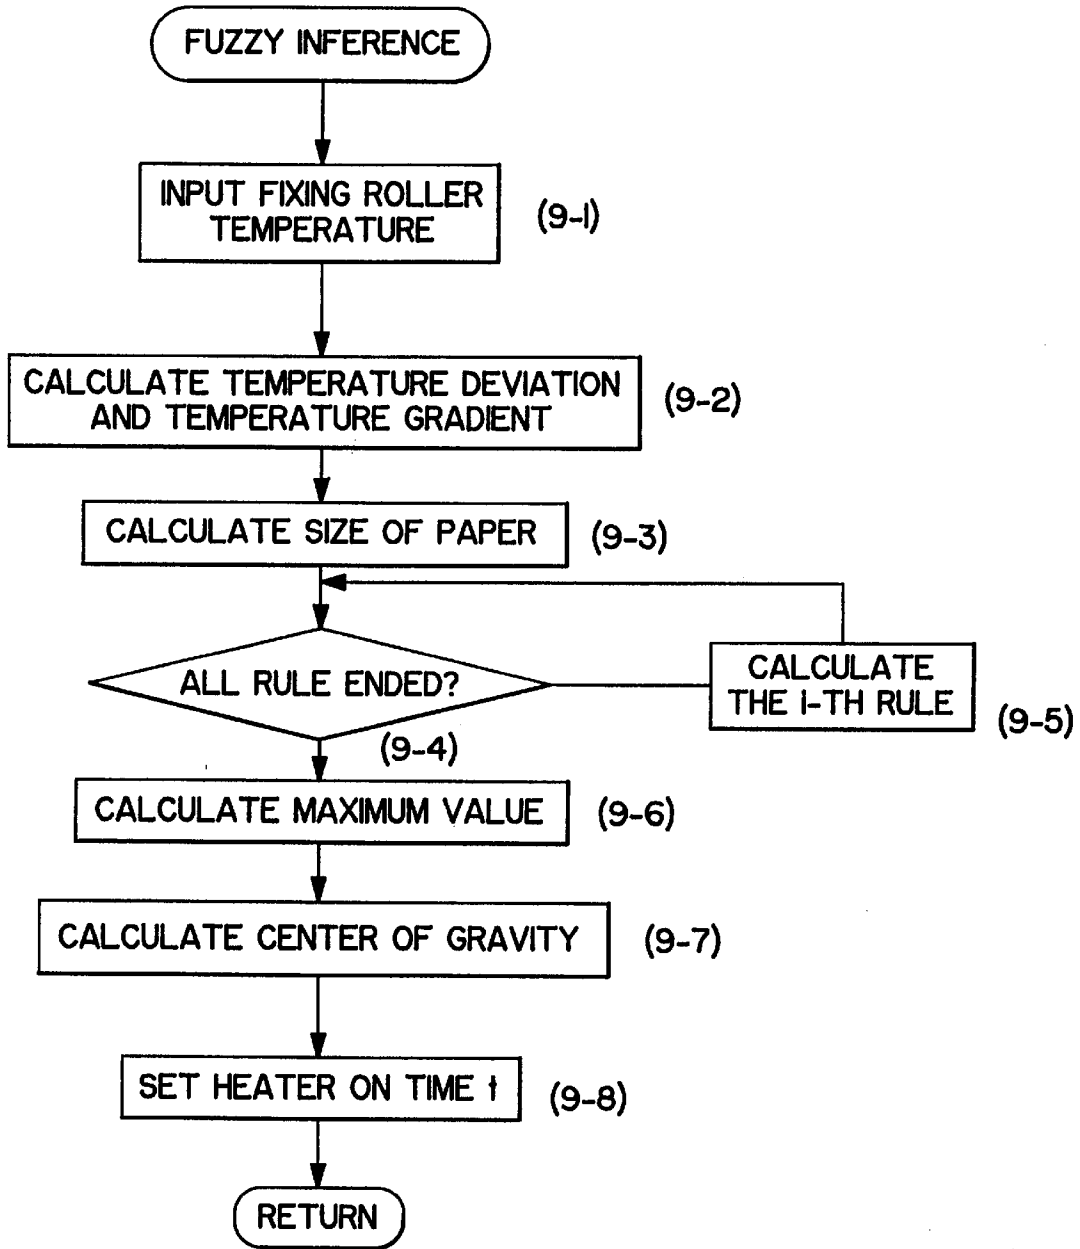 FUZZY INFERENCE
INPUT FIXING ROLLER
TEMPERATURE
(9-1)
CALCULATE TEMPERATURE DEVIATION
AND TEMPERATURE GRADIENT
(9-2)
CALCULATE SIZE OF PAPER
(9-3)
ALL RULE ENDED?
(9-4)
CALCULATE
THE I-TH RULE
(9-5)
CALCULATE MAXIMUM VALUE
(9-6)
CALCULATE CENTER OF GRAVITY
(9-7)
SET HEATER ON TIME t
(9-8)
RETURN